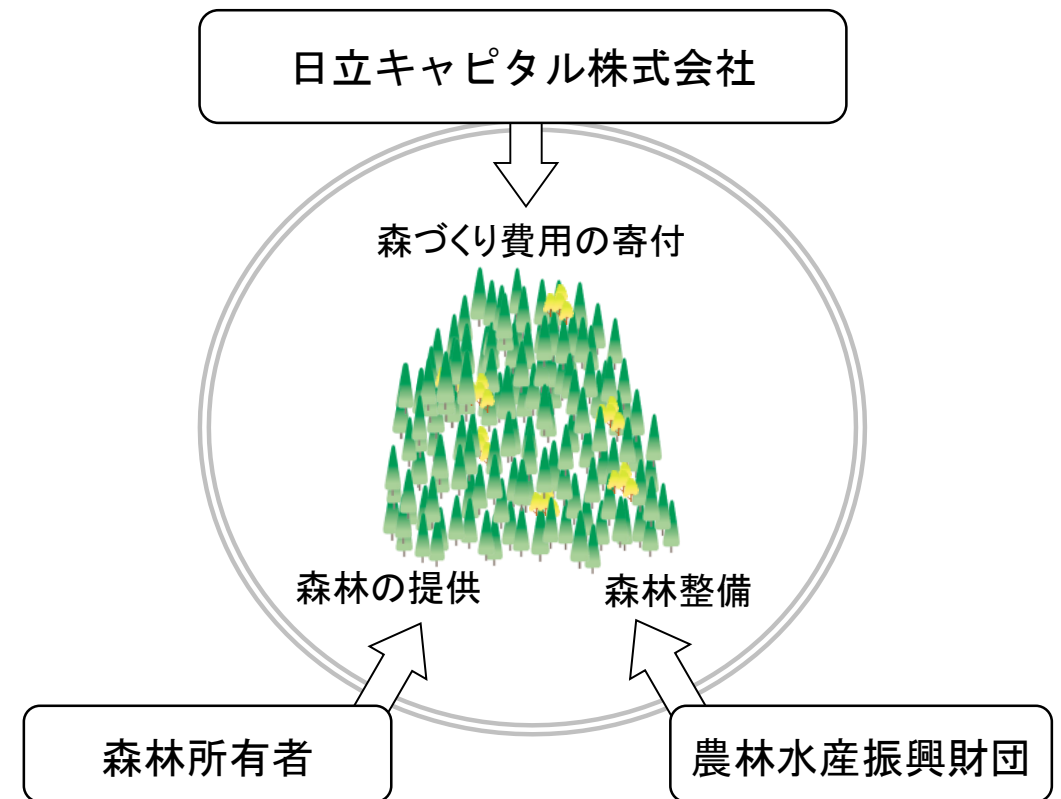 日立キャピタル株式会社
森づくり費用の寄付
森林の提供
森林整備
森林所有者
農林水産振興財団